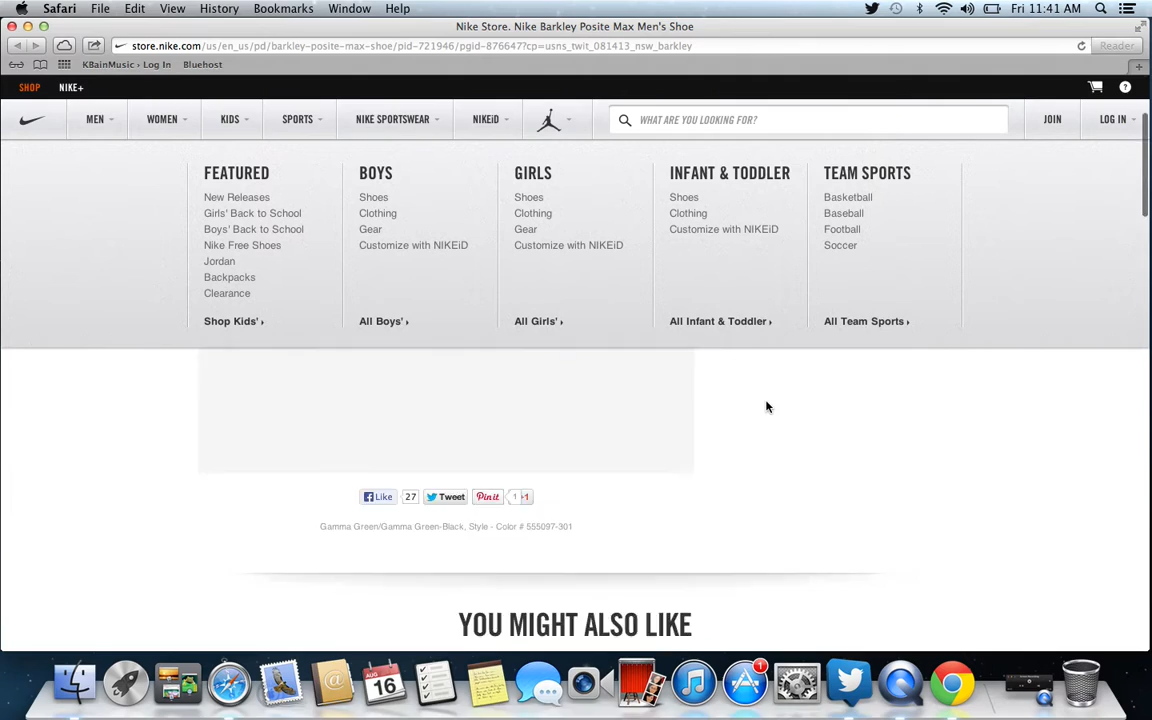 Safari File Edit View History Bookmarks Window Help Fri 11:41 AM
Nike Store. Nike Barkley Posite Max Men's Shoe
store.nike.com/us/en_us/pd/barkley-posite-max-shoe/pid-721946/pgid-876647?cp=usns_twit_081413_nsw_barkley Reader
KBainMusic › Log In Bluehost
SHOP NIKE+
MEN WOMEN KIDS SPORTS NIKE SPORTSWEAR NIKEiD WHAT ARE YOU LOOKING FOR? JOIN LOG IN
FEATURED
New Releases
Girls' Back to School
Boys' Back to School
Nike Free Shoes
Jordan
Backpacks
Clearance
Shop Kids' ›
BOYS
Shoes
Clothing
Gear
Customize with NIKEiD
All Boys' ›
GIRLS
Shoes
Clothing
Gear
Customize with NIKEiD
All Girls' ›
INFANT & TODDLER
Shoes
Clothing
Customize with NIKEiD
All Infant & Toddler ›
TEAM SPORTS
Basketball
Baseball
Football
Soccer
All Team Sports ›
Like 27 Tweet Pin it 1 +1
Gamma Green/Gamma Green-Black, Style - Color # 555097-301
YOU MIGHT ALSO LIKE
AUG
16
1